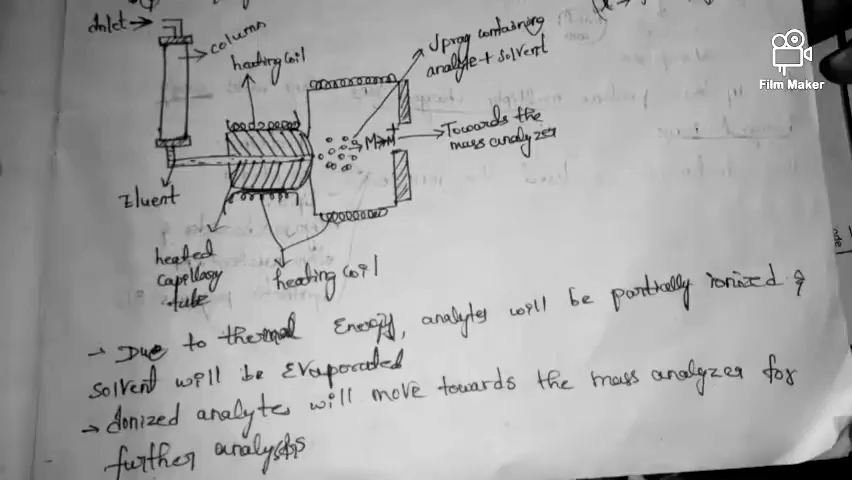 Inlet
column
heating coil
Spray containing
analyte + solvent
Film Maker
M → M+
Towards the
mass analyzer
Eluent
heated
capillary
tube
heating coil
→ Due to thermal Energy, analytes will be partially ionized &
solvent will be Evaporated
→ Ionized analytes will move towards the mass analyzer for
further analysis